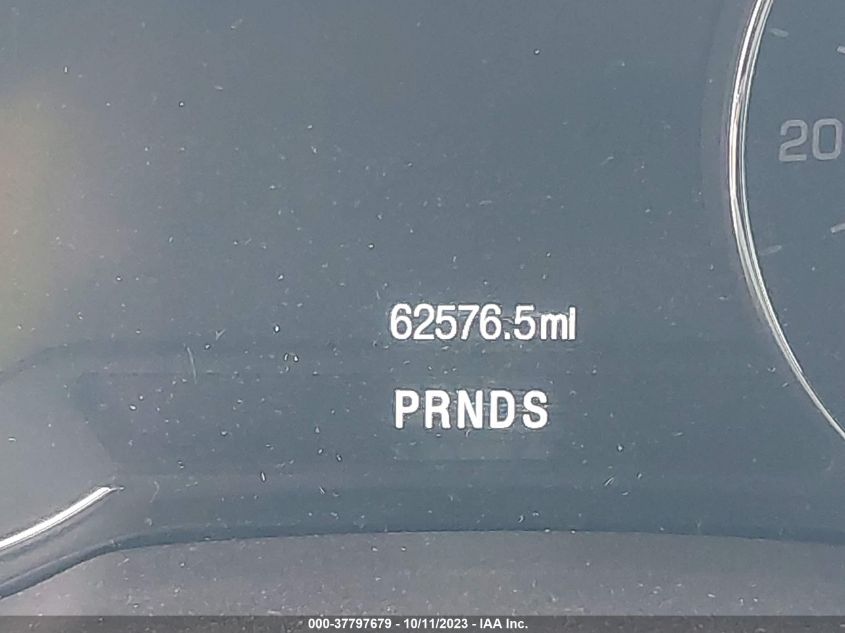 20
62576.5mi
PRNDS
000-37797679 - 10/11/2023 - IAA Inc.